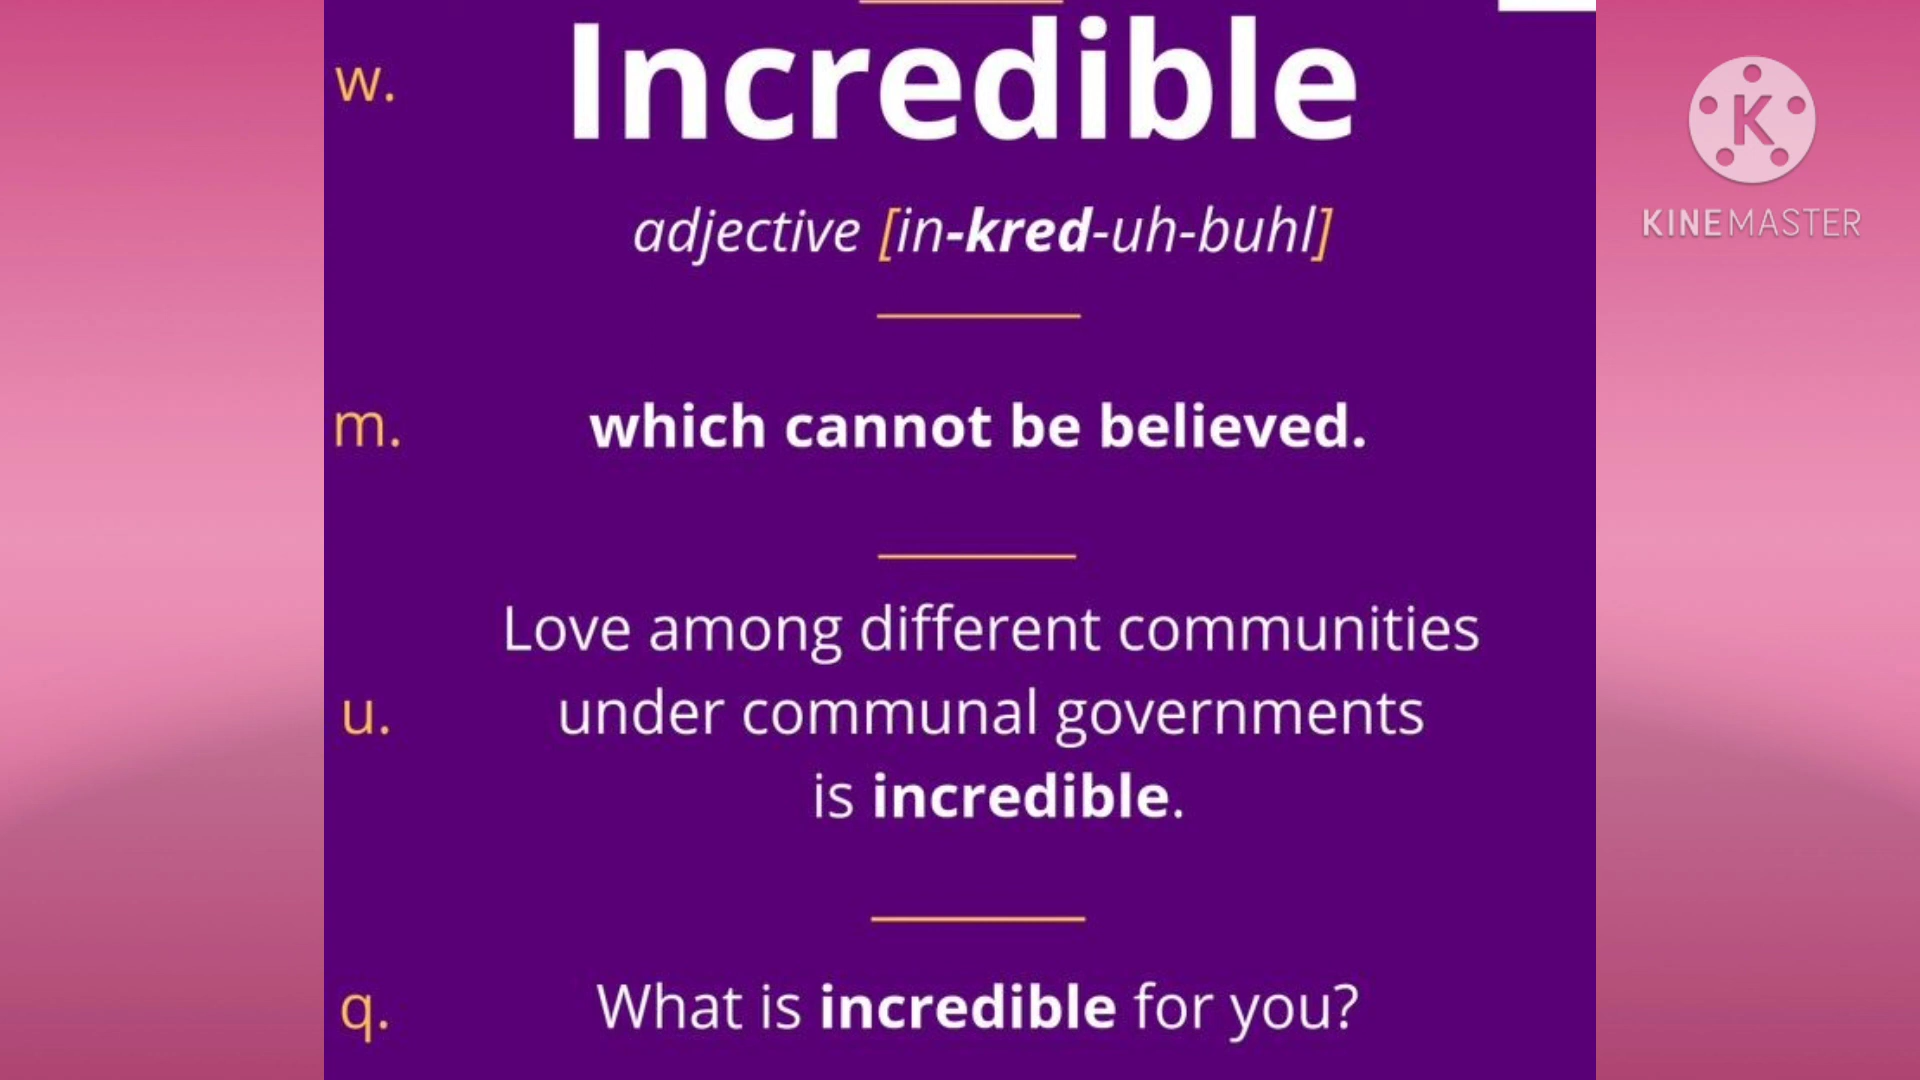 w. Incredible
adjective [in-kred-uh-buhl]
m. which cannot be believed.
Love among different communities
u. under communal governments
is incredible.
q. What is incredible for you?
K
KINEMASTER